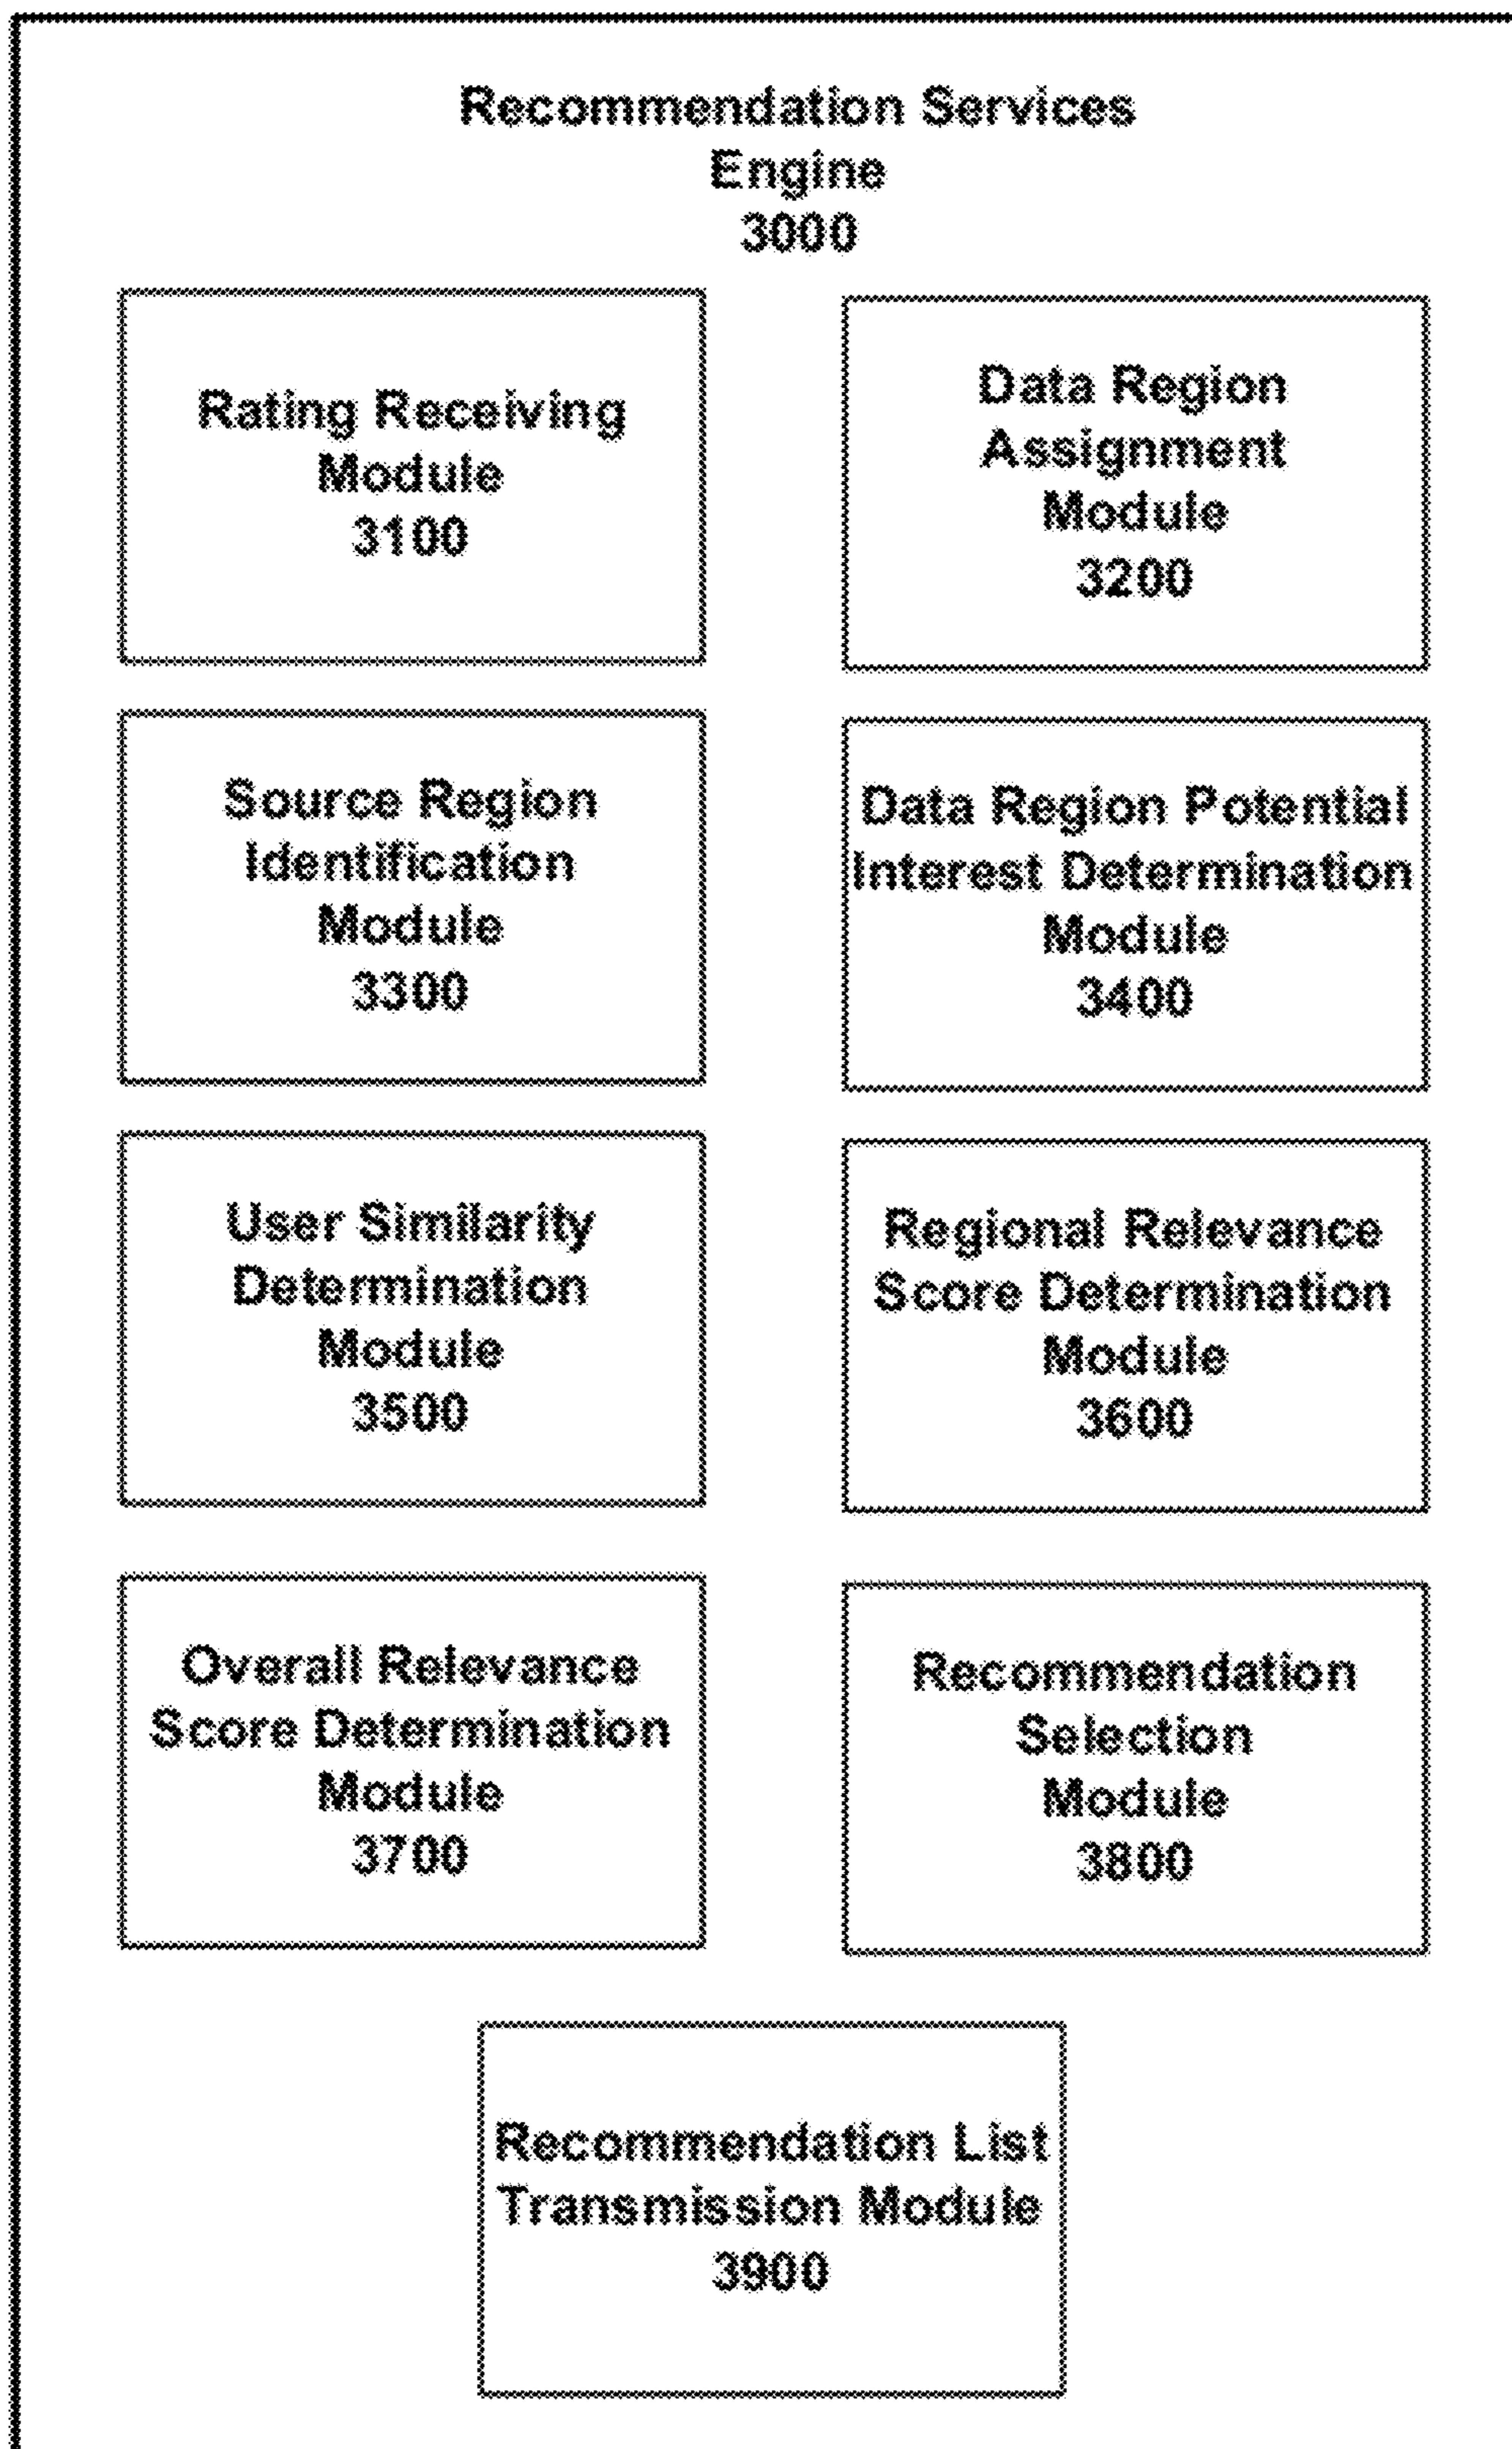 Recommendation Services
Engine
3000
Rating Receiving
Module
3100
Data Region
Assignment
Module
3200
Source Region
Identification
Module
3300
Data Region Potential
Interest Determination
Module
3400
User Similarity
Determination
Module
3500
Regional Relevance
Score Determination
Module
3600
Overall Relevance
Score Determination
Module
3700
Recommendation
Selection
Module
3800
Recommendation List
Transmission Module
3900